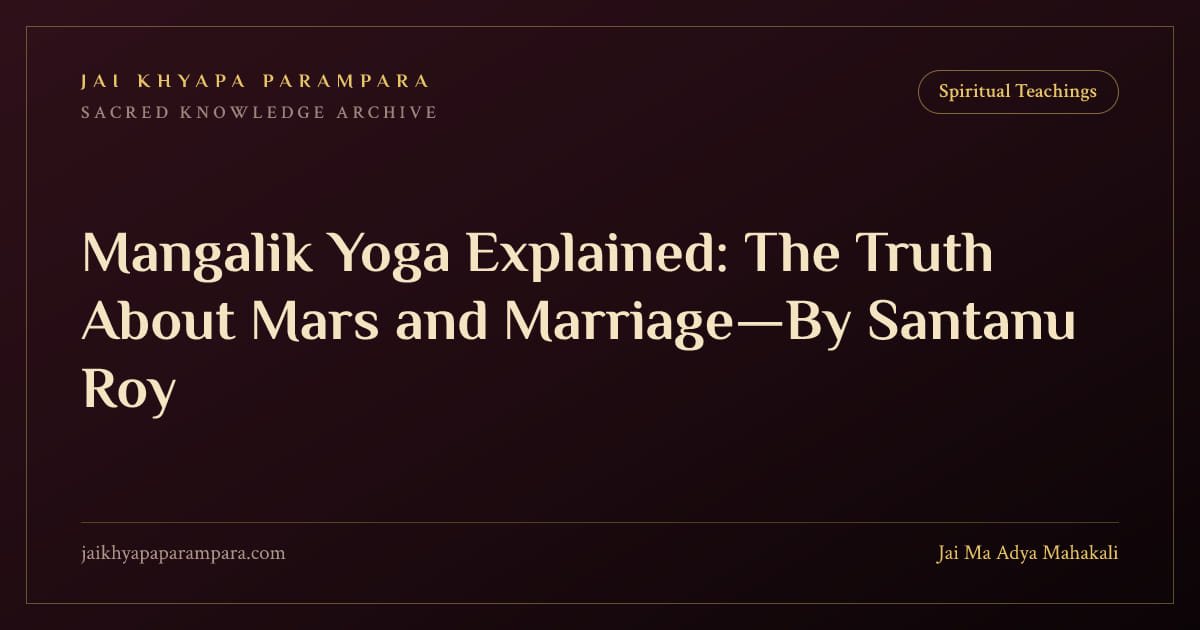 JAI KHYAPA PARAMPARA
SACRED KNOWLEDGE ARCHIVE
Spiritual Teachings
Mangalik Yoga Explained: The Truth
About Mars and Marriage—By Santanu
Roy
jaikhyapaparampara.com
Jai Ma Adya Mahakali